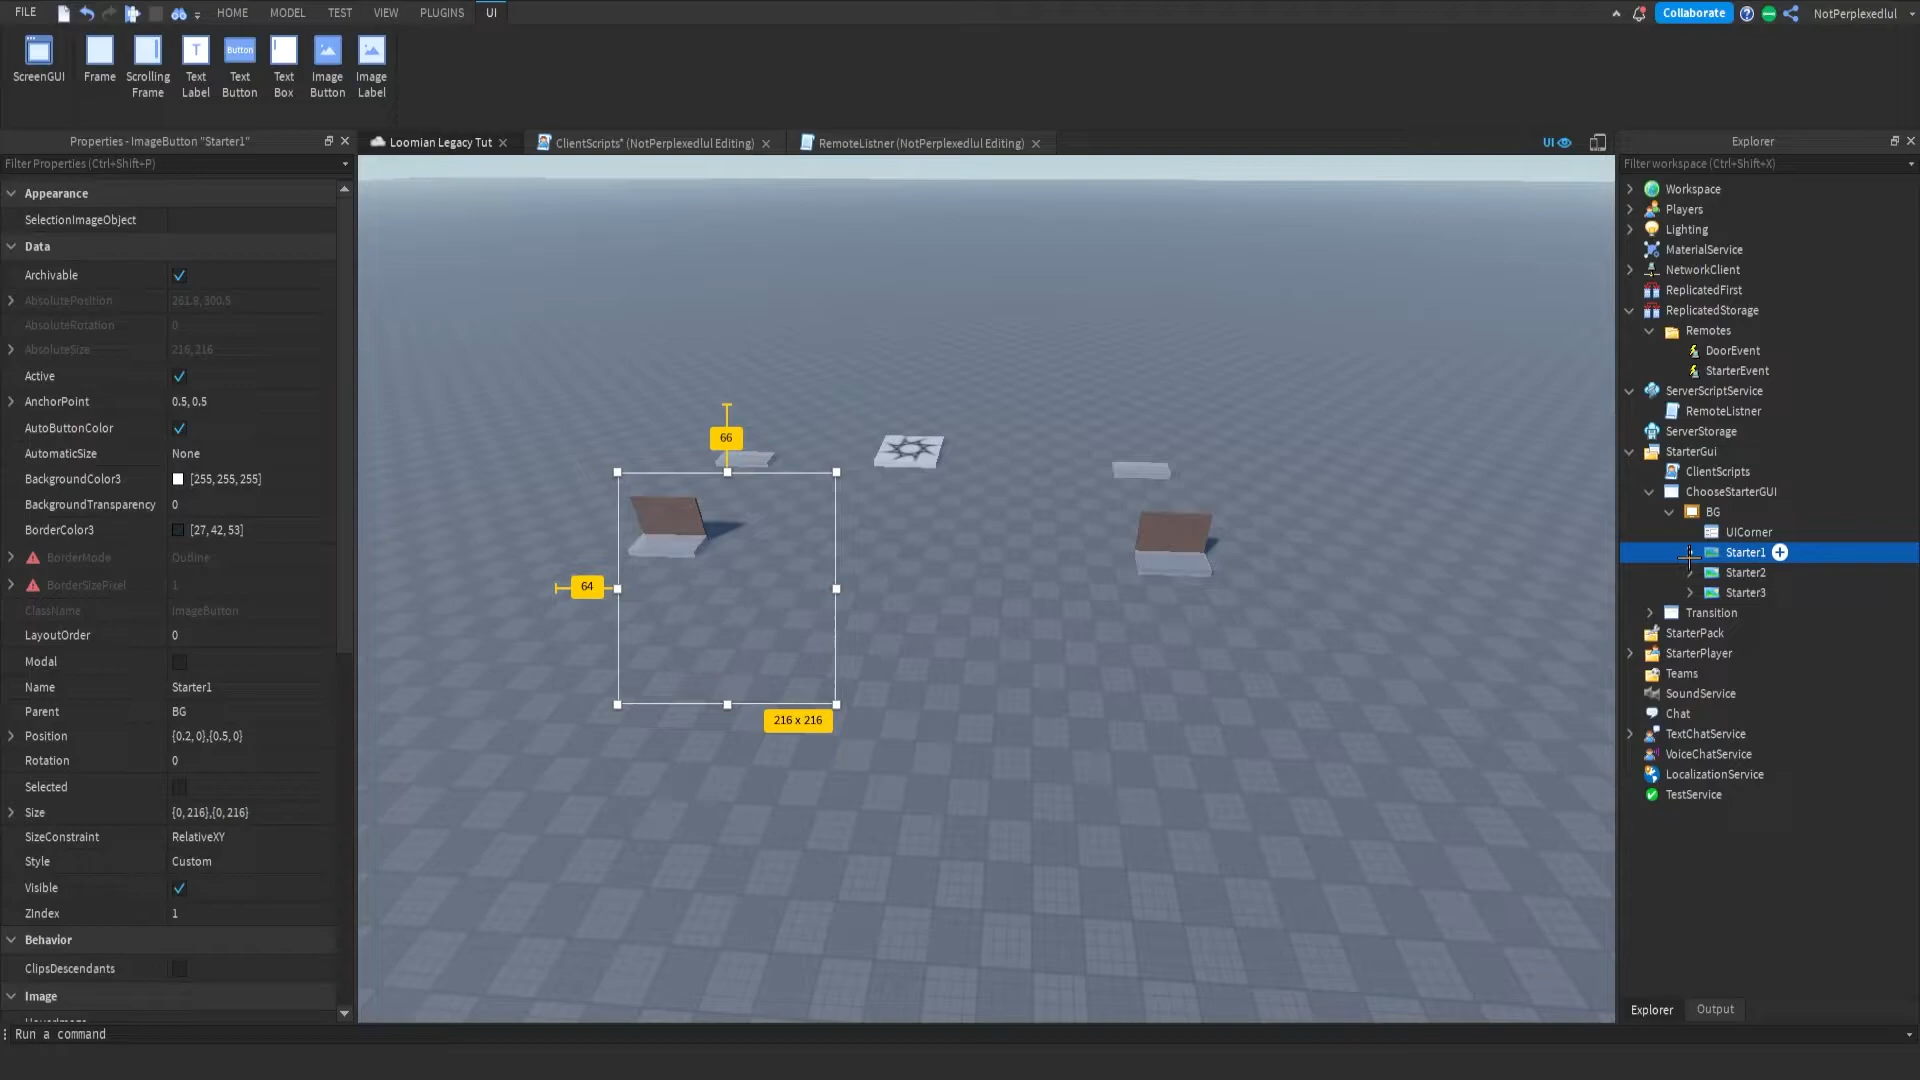 FILE HOME MODEL TEST VIEW PLUGINS UI Collaborate NotPerplexedlul
ScreenGUI
Frame
Scrolling
Frame
T
Text
Label
Button
Text
Button
Text
Box
Image
Button
Image
Label
Properties - ImageButton "Starter1"
Filter Properties (Ctrl+Shift+P)
Appearance
SelectionImageObject
Data
Archivable
AbsolutePosition 261.8, 300.5
AbsoluteRotation 0
AbsoluteSize 216, 216
Active
AnchorPoint 0.5, 0.5
AutoButtonColor
AutomaticSize None
BackgroundColor3 [255, 255, 255]
BackgroundTransparency 0
BorderColor3 [27, 42, 53]
BorderMode Outline
BorderSizePixel 1
ClassName ImageButton
LayoutOrder 0
Modal
Name Starter1
Parent BG
Position {0.2, 0},{0.5, 0}
Rotation 0
Selected
Size {0, 216},{0, 216}
SizeConstraint RelativeXY
Style Custom
Visible
ZIndex 1
Behavior
ClipsDescendants
Image
Loomian Legacy Tut
ClientScripts* (NotPerplexedlul Editing)
RemoteListner (NotPerplexedlul Editing)
UI
66
64
216 x 216
Explorer
Filter workspace (Ctrl+Shift+X)
Workspace
Players
Lighting
MaterialService
NetworkClient
ReplicatedFirst
ReplicatedStorage
Remotes
DoorEvent
StarterEvent
ServerScriptService
RemoteListner
ServerStorage
StarterGui
ClientScripts
ChooseStarterGUI
BG
UICorner
Starter1
Starter2
Starter3
Transition
StarterPack
StarterPlayer
Teams
SoundService
Chat
TextChatService
VoiceChatService
LocalizationService
TestService
Explorer Output
Run a command